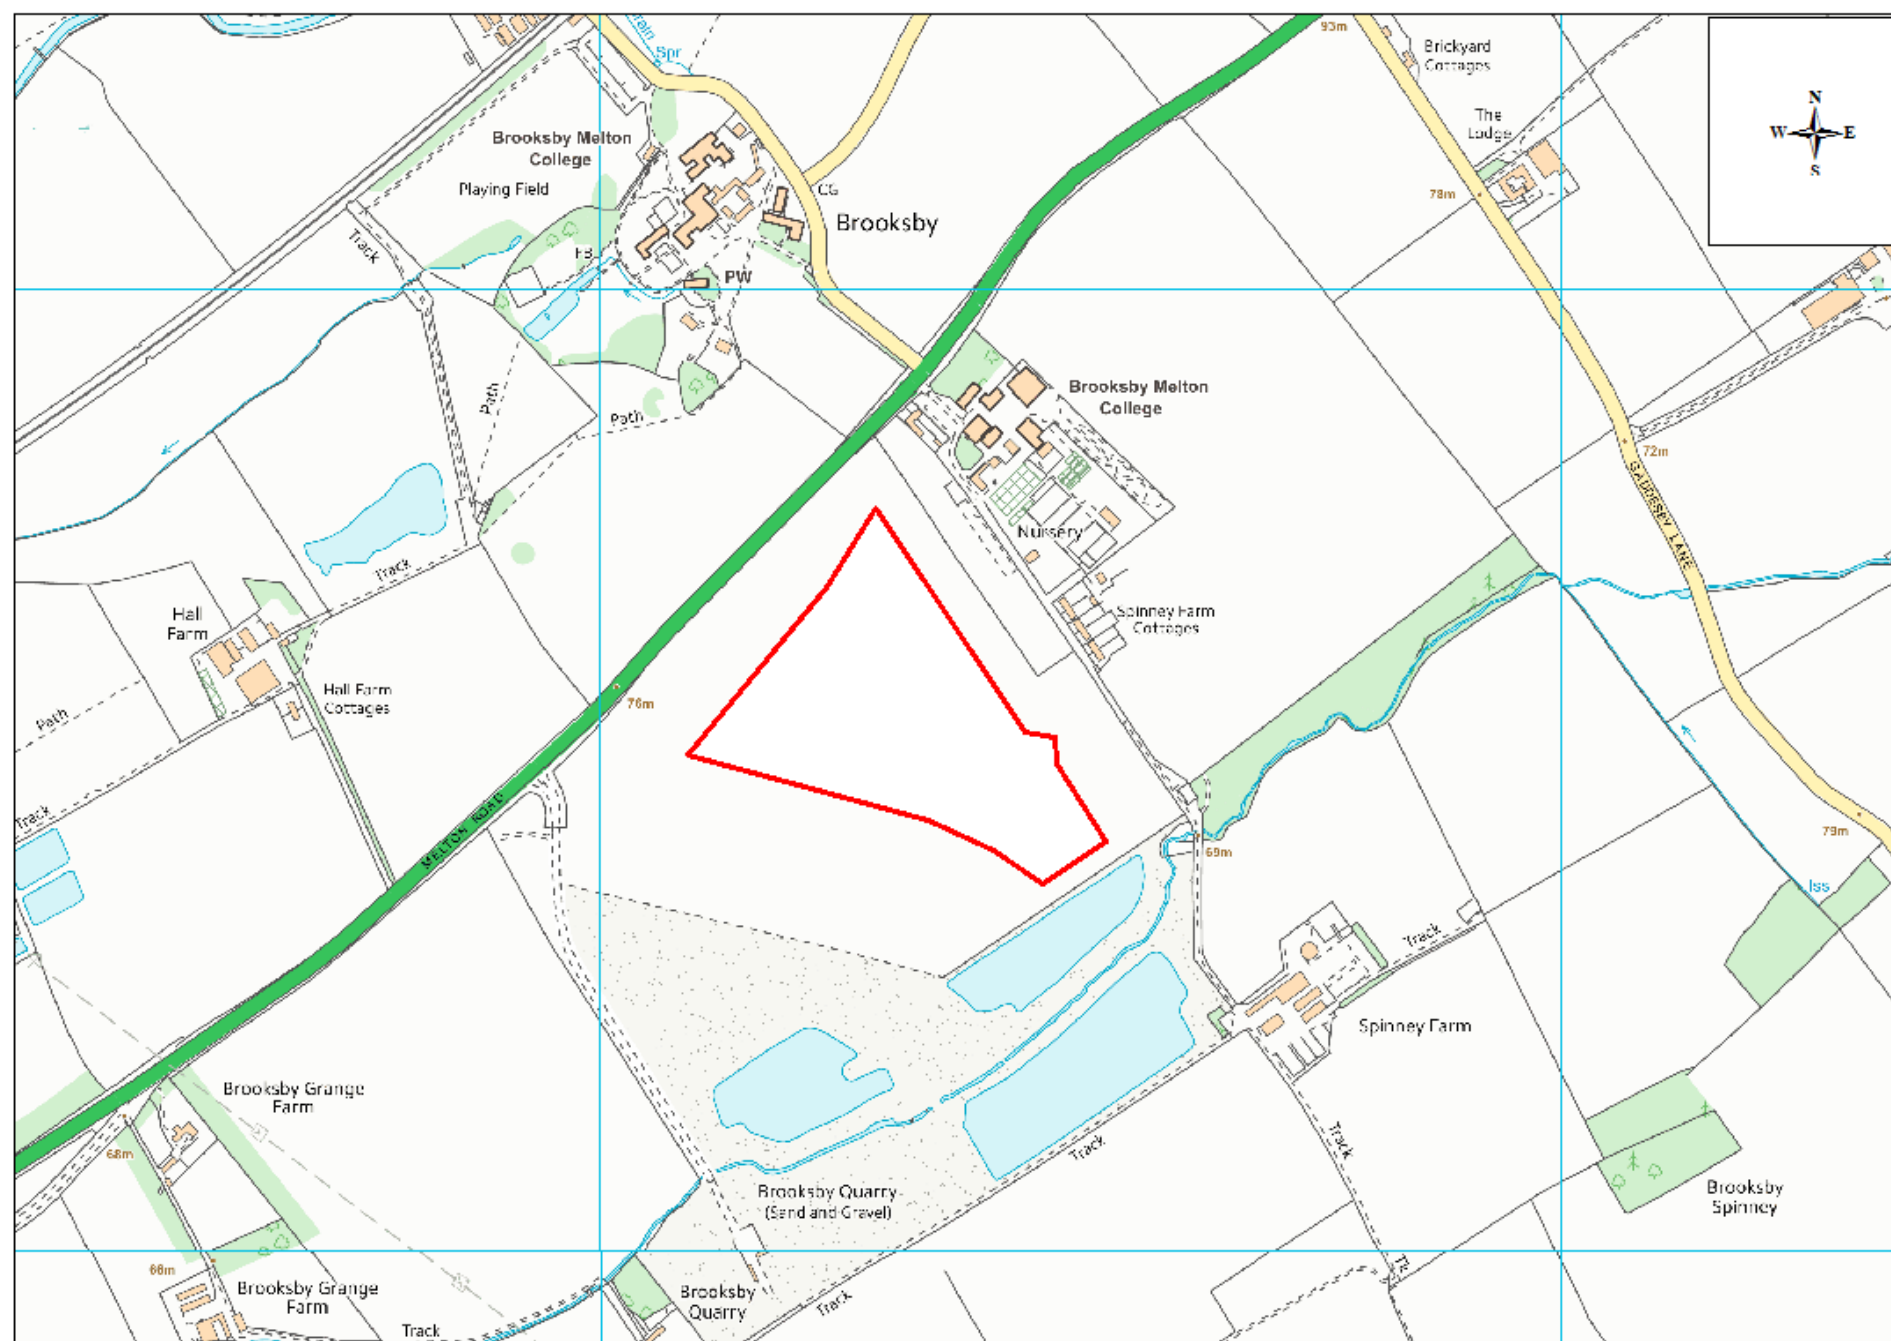 93m
Brickyard
Cottages
N
W
E
S
Spr
The
Lodge
Brooksby Melton
College
Playing Field
CG
78m
Brooksby
Track
FB
PW
Brooksby Melton
College
Path
Path
72m
GADDESBY LANE
Nursery
Track
Hall
Farm
Spinney Farm
Cottages
Hall Farm
Cottages
76m
Path
Track
MELTON ROAD
79m
69m
Iss
Track
Spinney Farm
Brooksby Grange
Farm
Track
Track
68m
Brooksby Quarry
(Sand and Gravel)
Brooksby
Spinney
66m
Brooksby Grange
Farm
Brooksby
Quarry
Track
Track